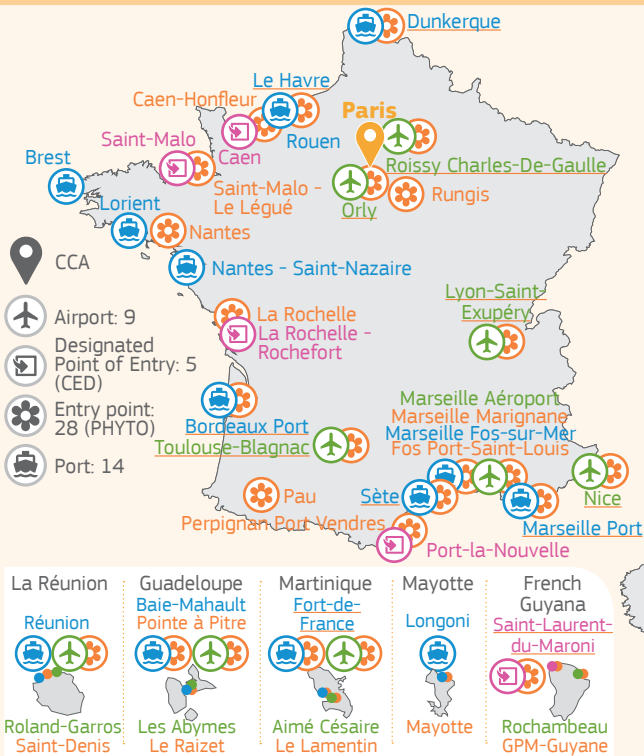 Dunkerque
Le Havre
Caen-Honfleur
Paris
Rouen
Saint-Malo
Caen
Brest
Roissy Charles-De-Gaulle
Saint-Malo -
Le Légué
Orly
Rungis
Lorient
Nantes
CCA
Nantes - Saint-Nazaire
Airport: 9
Lyon-Saint-
Exupéry
La Rochelle
La Rochelle -
Rochefort
Designated
Point of Entry: 5
(CED)
Entry point:
28 (PHYTO)
Port: 14
Bordeaux Port
Toulouse-Blagnac
Marseille Aéroport
Marseille Marignane
Marseille Fos-sur-Mer
Fos Port-Saint-Louis
Nice
Pau
Sète
Perpignan Port Vendres
Marseille Port
Port-la-Nouvelle
La Réunion
Réunion
Roland-Garros
Saint-Denis
Guadeloupe
Baie-Mahault
Pointe à Pitre
Les Abymes
Le Raizet
Martinique
Fort-de-
France
Aimé Césaire
Le Lamentin
Mayotte
Longoni
Mayotte
French
Guyana
Saint-Laurent-
du-Maroni
Rochambeau
GPM-Guyane